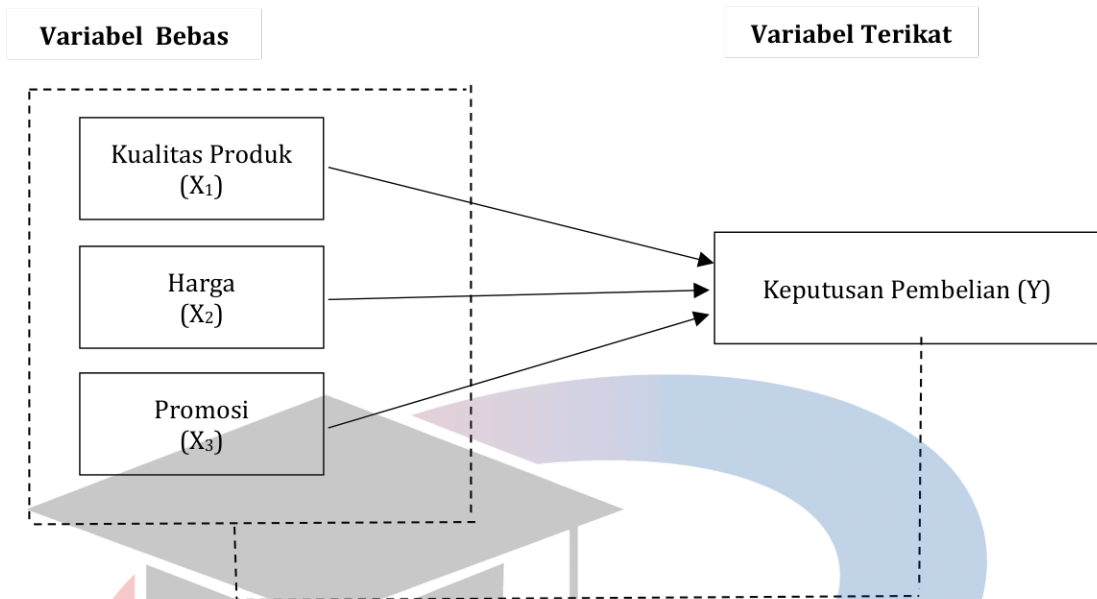 Variabel Bebas
Variabel Terikat
Kualitas Produk
(X₁)
Harga
(X₂)
Keputusan Pembelian (Y)
Promosi
(X₃)